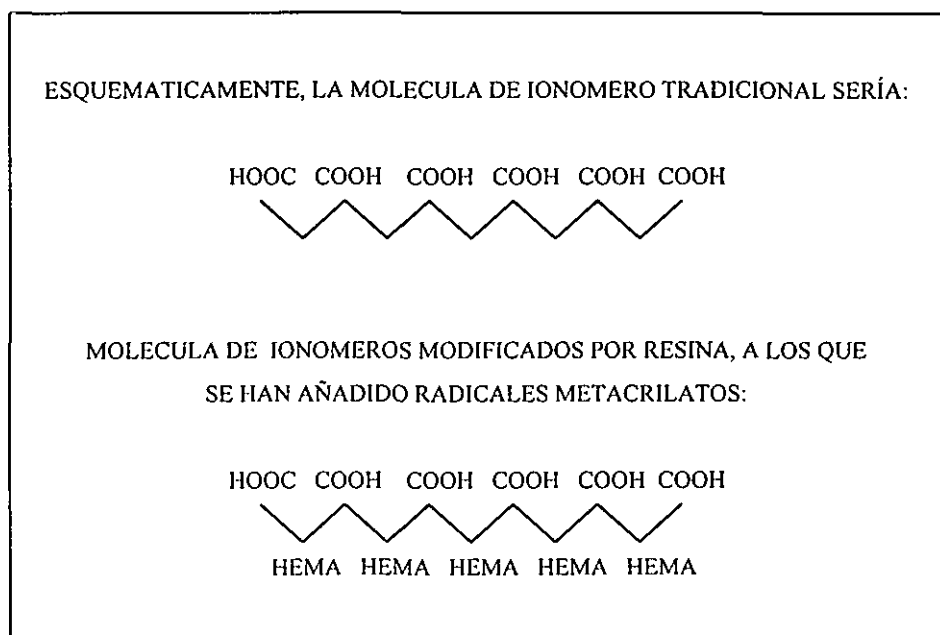 ESQUEMATICAMENTE, LA MOLECULA DE IONOMERO TRADICIONAL SERÍA:
HOOC COOH COOH COOH COOH COOH
MOLECULA DE IONOMEROS MODIFICADOS POR RESINA, A LOS QUE
SE HAN AÑADIDO RADICALES METACRILATOS:
HOOC COOH COOH COOH COOH COOH
HEMA HEMA HEMA HEMA HEMA